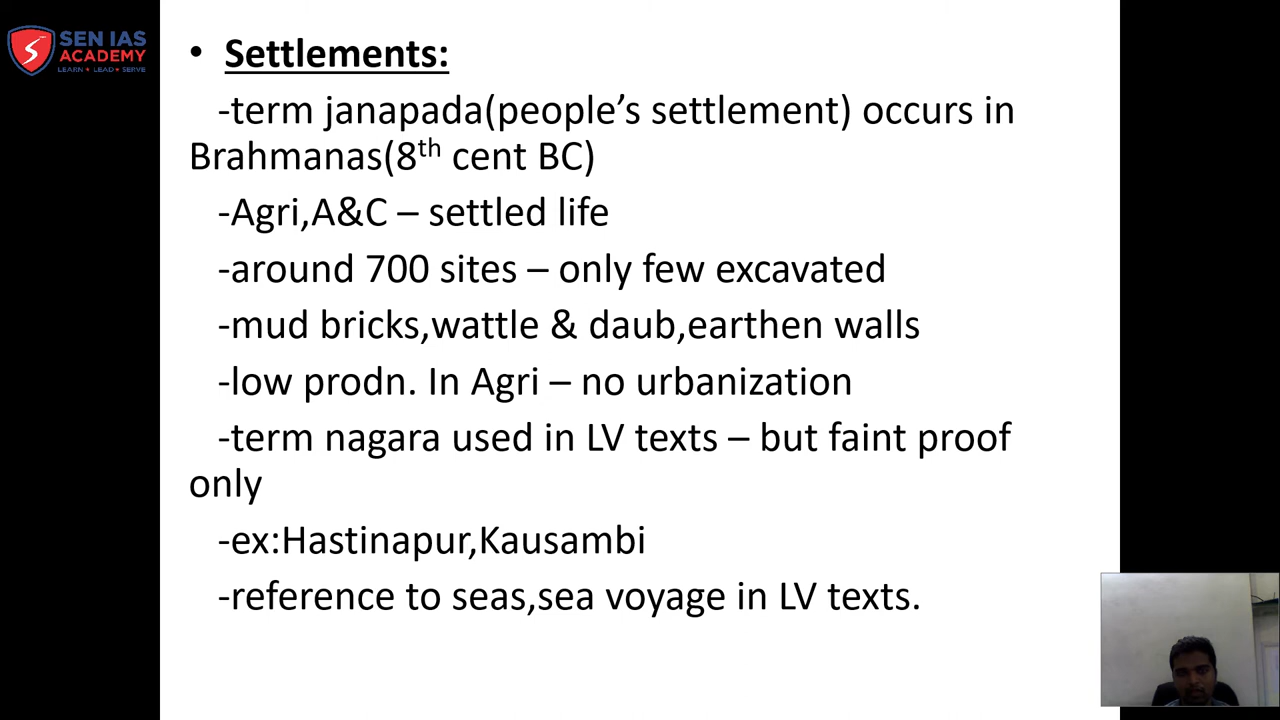 SEN IAS
ACADEMY
LEARN ★ LEAD ★ SERVE
• Settlements:
-term janapada(people’s settlement) occurs in
Brahmanas(8th cent BC)
-Agri,A&C – settled life
-around 700 sites – only few excavated
-mud bricks,wattle & daub,earthen walls
-low prodn. In Agri – no urbanization
-term nagara used in LV texts – but faint proof
only
-ex:Hastinapur,Kausambi
-reference to seas,sea voyage in LV texts.